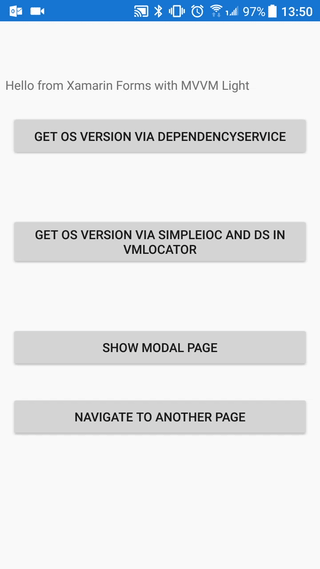 97% 13:50
Hello from Xamarin Forms with MVVM Light
GET OS VERSION VIA DEPENDENCYSERVICE
GET OS VERSION VIA SIMPLEIOC AND DS IN
VMLOCATOR
SHOW MODAL PAGE
NAVIGATE TO ANOTHER PAGE